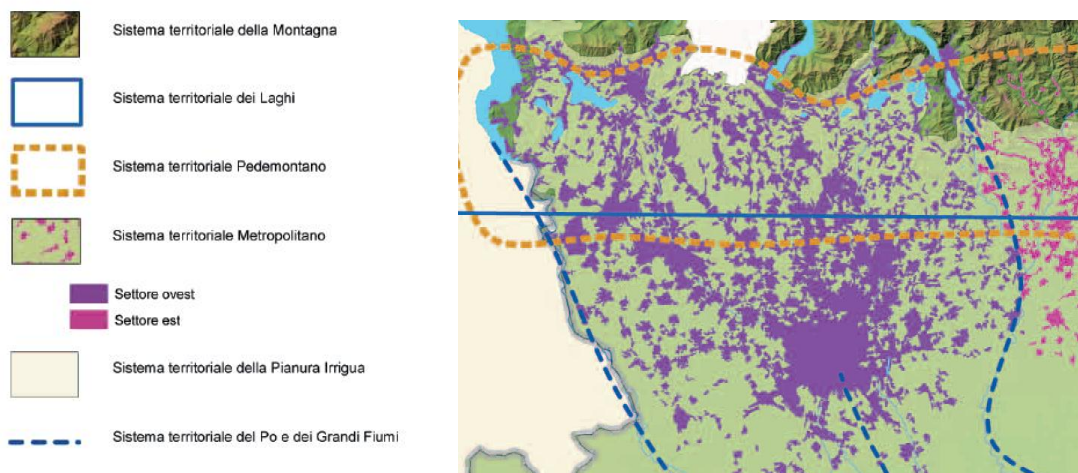 Sistema territoriale della Montagna
Sistema territoriale dei Laghi
Sistema territoriale Pedemontano
Sistema territoriale Metropolitano
Settore ovest
Settore est
Sistema territoriale della Pianura Irrigua
Sistema territoriale del Po e dei Grandi Fiumi